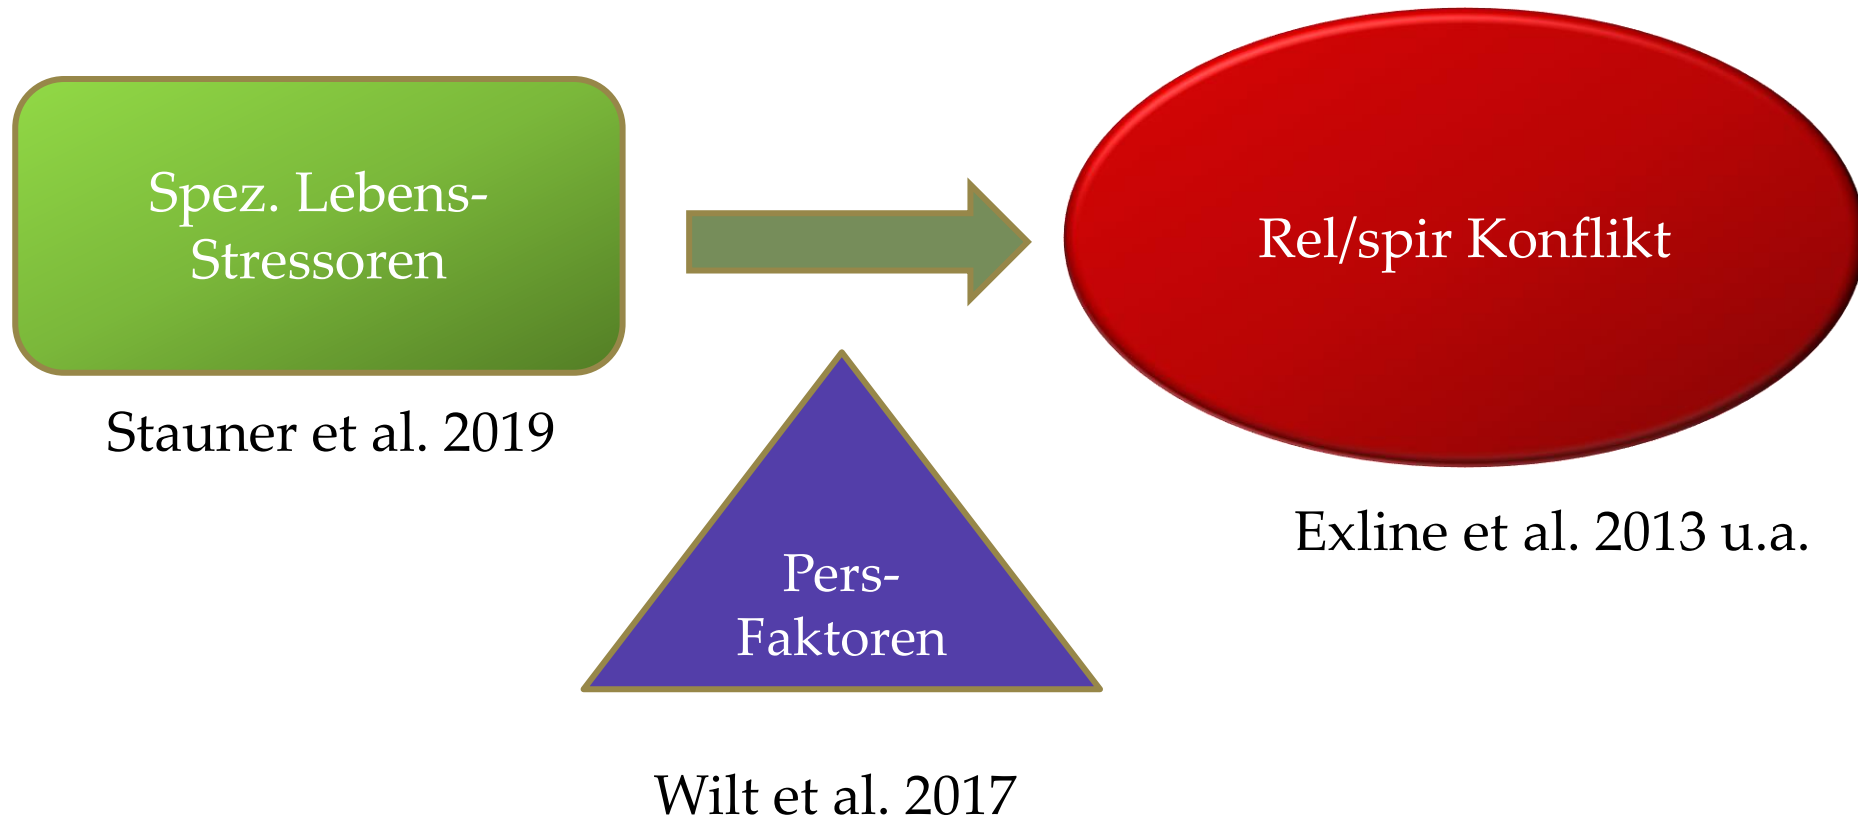 Spez. Lebens-
Stressoren
Stauner et al. 2019
Rel/spir Konflikt
Exline et al. 2013 u.a.
Pers-
Faktoren
Wilt et al. 2017